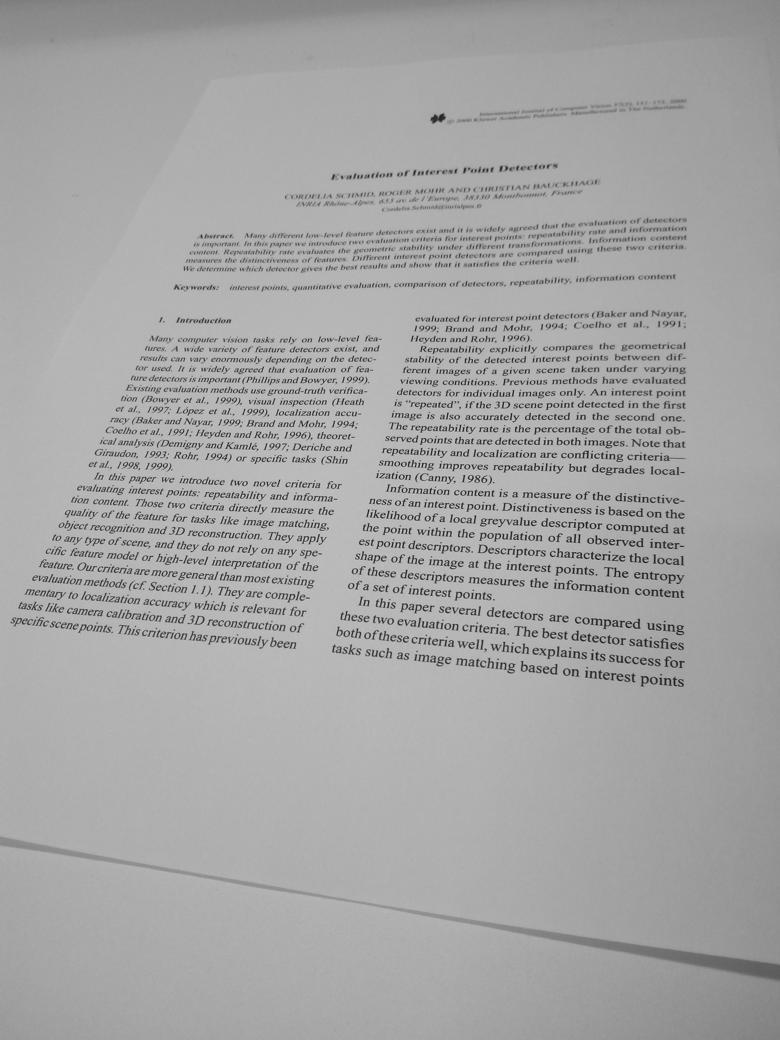 International Journal of Computer Vision 37(2), 151–172, 2000
© 2000 Kluwer Academic Publishers. Manufactured in The Netherlands.
Evaluation of Interest Point Detectors
CORDELIA SCHMID, ROGER MOHR AND CHRISTIAN BAUCKHAGE
INRIA Rhône-Alpes, 655 av. de l'Europe, 38330 Montbonnot, France
Cordelia.Schmid@inrialpes.fr
Abstract. Many different low-level feature detectors exist and it is widely agreed that the evaluation of detectors
is important. In this paper we introduce two evaluation criteria for interest points: repeatability rate and information
content. Repeatability rate evaluates the geometric stability under different transformations. Information content
measures the distinctiveness of features. Different interest point detectors are compared using these two criteria.
We determine which detector gives the best results and show that it satisfies the criteria well.
Keywords: interest points, quantitative evaluation, comparison of detectors, repeatability, information content
1. Introduction
Many computer vision tasks rely on low-level fea-
tures. A wide variety of feature detectors exist, and
results can vary enormously depending on the detec-
tor used. It is widely agreed that evaluation of fea-
ture detectors is important (Phillips and Bowyer, 1999).
Existing evaluation methods use ground-truth verifica-
tion (Bowyer et al., 1999), visual inspection (Heath
et al., 1997; López et al., 1999), localization accu-
racy (Baker and Nayar, 1999; Brand and Mohr, 1994;
Coelho et al., 1991; Heyden and Rohr, 1996), theoret-
ical analysis (Demigny and Kamlé, 1997; Deriche and
Giraudon, 1993; Rohr, 1994) or specific tasks (Shin
et al., 1998, 1999).
In this paper we introduce two novel criteria for
evaluating interest points: repeatability and informa-
tion content. Those two criteria directly measure the
quality of the feature for tasks like image matching,
object recognition and 3D reconstruction. They apply
to any type of scene, and they do not rely on any spe-
cific feature model or high-level interpretation of the
feature. Our criteria are more general than most existing
evaluation methods (cf. Section 1.1). They are comple-
mentary to localization accuracy which is relevant for
tasks like camera calibration and 3D reconstruction of
specific scene points. This criterion has previously been
evaluated for interest point detectors (Baker and Nayar,
1999; Brand and Mohr, 1994; Coelho et al., 1991;
Heyden and Rohr, 1996).
Repeatability explicitly compares the geometrical
stability of the detected interest points between dif-
ferent images of a given scene taken under varying
viewing conditions. Previous methods have evaluated
detectors for individual images only. An interest point
is "repeated", if the 3D scene point detected in the first
image is also accurately detected in the second one.
The repeatability rate is the percentage of the total ob-
served points that are detected in both images. Note that
repeatability and localization are conflicting criteria—
smoothing improves repeatability but degrades local-
ization (Canny, 1986).
Information content is a measure of the distinctive-
ness of an interest point. Distinctiveness is based on the
likelihood of a local greyvalue descriptor computed at
the point within the population of all observed inter-
est point descriptors. Descriptors characterize the local
shape of the image at the interest points. The entropy
of these descriptors measures the information content
of a set of interest points.
In this paper several detectors are compared using
these two evaluation criteria. The best detector satisfies
both of these criteria well, which explains its success for
tasks such as image matching based on interest points